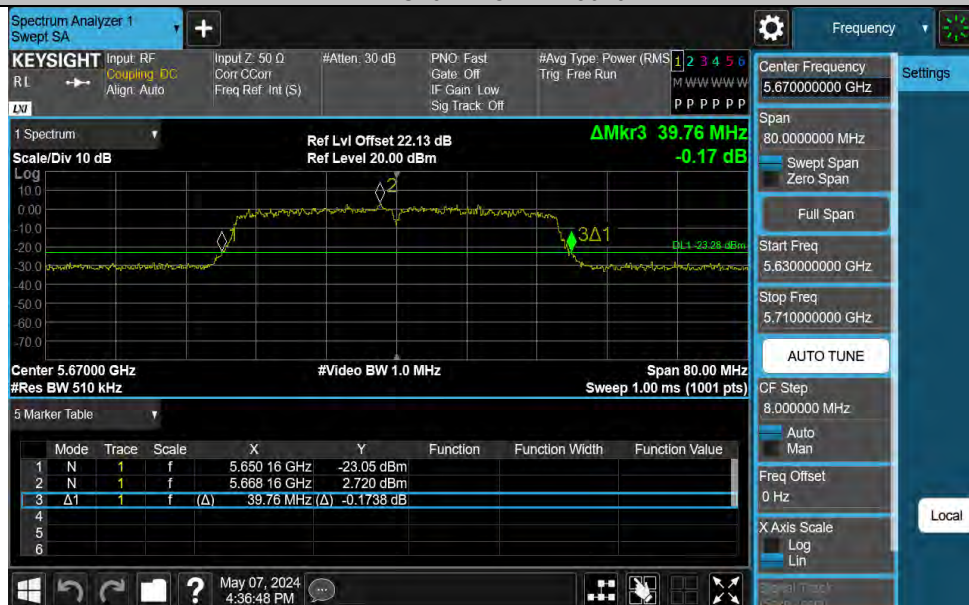 Spectrum Analyzer 1
Swept SA
+
Frequency
KEYSIGHT
RL
LXI
Input: RF
Coupling: DC
Align: Auto
Input Z: 50 Ω
Corr CCorr
Freq Ref: Int (S)
#Atten: 30 dB
PNO: Fast
Gate: Off
IF Gain: Low
Sig Track: Off
#Avg Type: Power (RMS
Trig: Free Run
1 2 3 4 5 6
M W W W W W
P P P P P P
1 Spectrum
Scale/Div 10 dB
Log
Ref Lvl Offset 22.13 dB
Ref Level 20.00 dBm
ΔMkr3 39.76 MHz
-0.17 dB
10.0
0.00
-10.0
-20.0
-30.0
-40.0
-50.0
-60.0
-70.0
1
2
3Δ1
DL1 -23.28 dBm
Center 5.67000 GHz
#Res BW 510 kHz
#Video BW 1.0 MHz
Span 80.00 MHz
Sweep 1.00 ms (1001 pts)
5 Marker Table
Mode Trace Scale X Y Function Function Width Function Value
1 N 1 f 5.650 16 GHz -23.05 dBm
2 N 1 f 5.668 16 GHz 2.720 dBm
3 Δ1 1 f (Δ) 39.76 MHz (Δ) -0.1738 dB
4
5
6
May 07, 2024
4:36:48 PM
?
Center Frequency
5.670000000 GHz
Settings
Span
80.0000000 MHz
Swept Span
Zero Span
Full Span
Start Freq
5.630000000 GHz
Stop Freq
5.710000000 GHz
AUTO TUNE
CF Step
8.000000 MHz
Auto
Man
Freq Offset
0 Hz
X Axis Scale
Log
Lin
Local
Signal Track